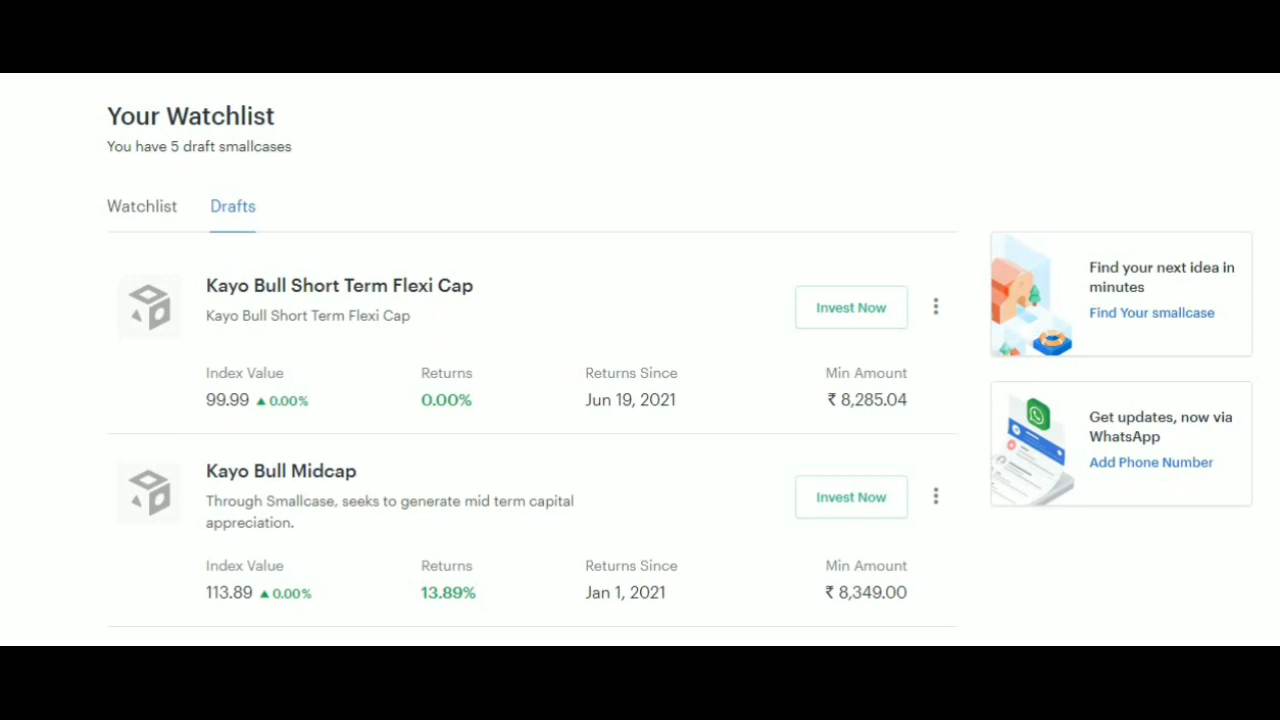 Your Watchlist
You have 5 draft smallcases
Watchlist Drafts
Kayo Bull Short Term Flexi Cap
Kayo Bull Short Term Flexi Cap
Invest Now
Index Value Returns Returns Since Min Amount
99.99 ▲ 0.00% 0.00% Jun 19, 2021 ₹ 8,285.04
Kayo Bull Midcap
Through Smallcase, seeks to generate mid term capital
appreciation.
Invest Now
Index Value Returns Returns Since Min Amount
113.89 ▲ 0.00% 13.89% Jan 1, 2021 ₹ 8,349.00
Find your next idea in
minutes
Find Your smallcase
Get updates, now via
WhatsApp
Add Phone Number